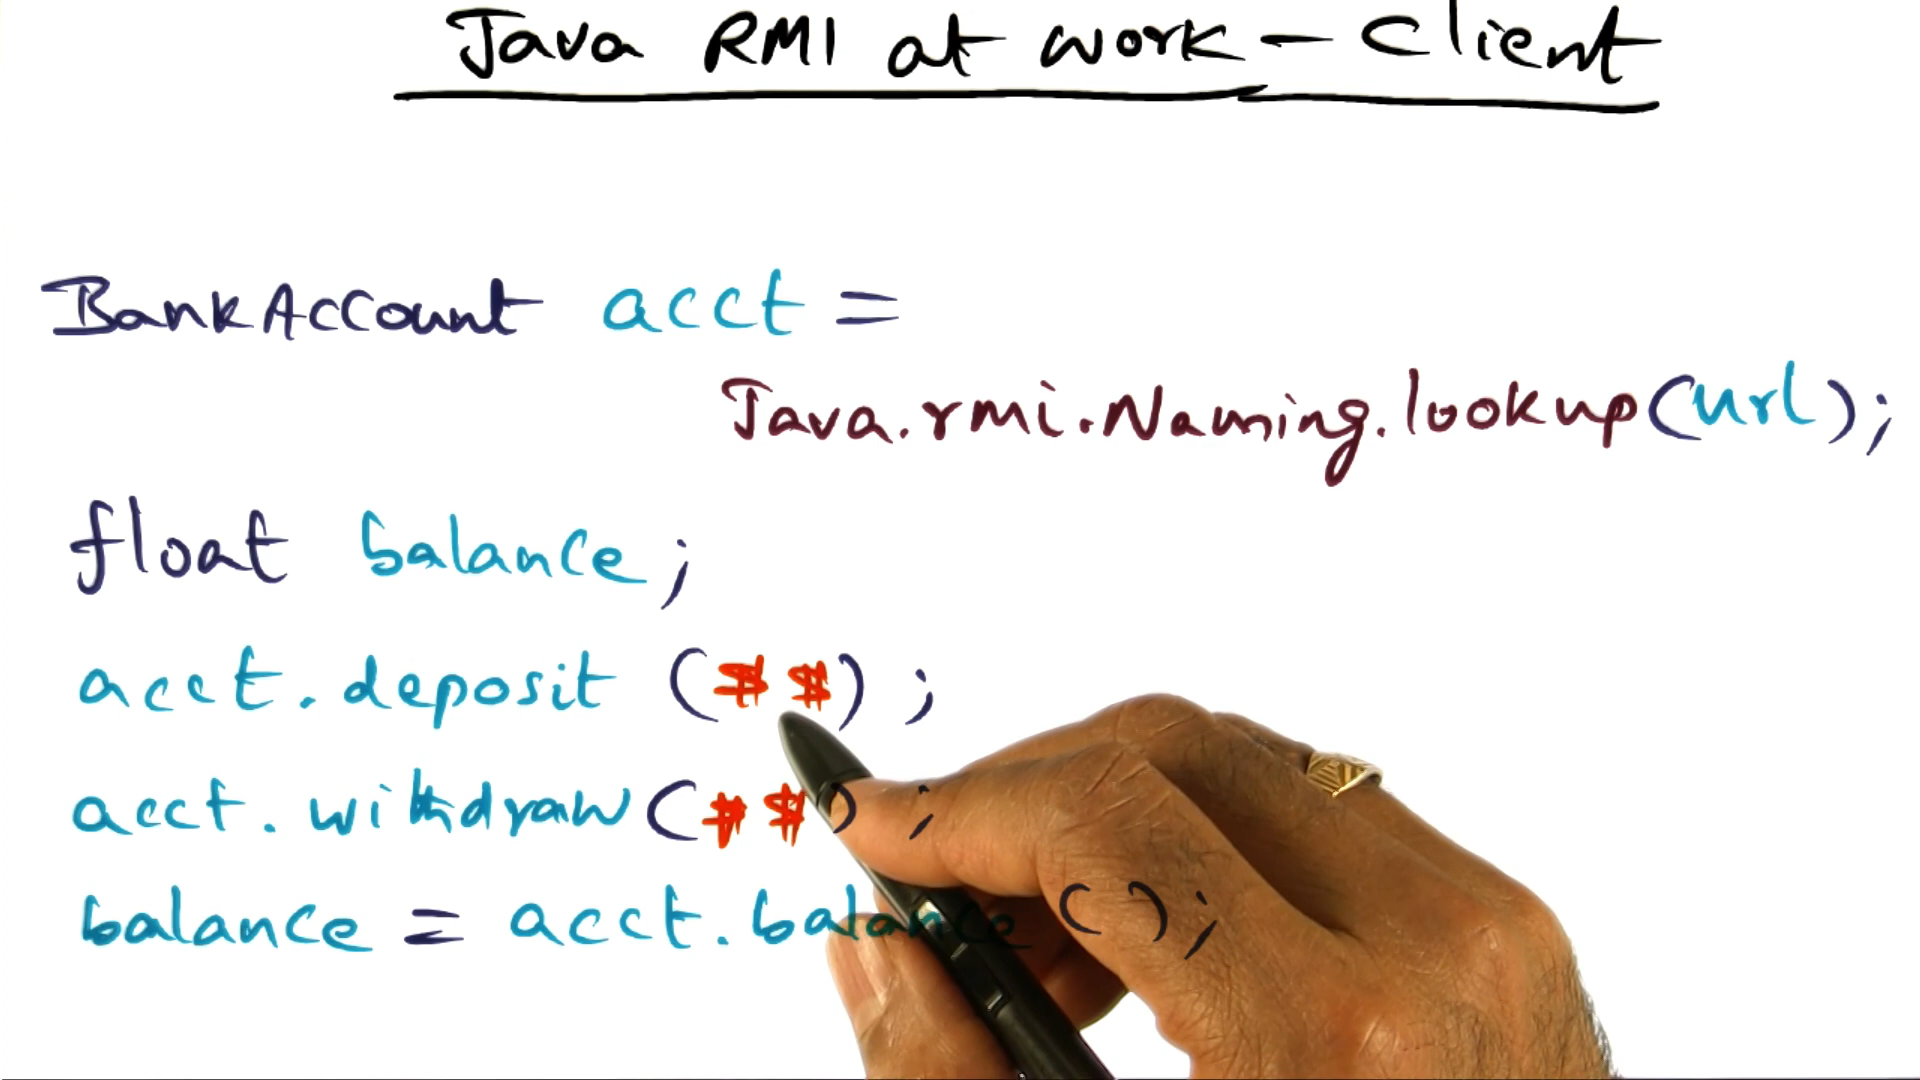 Java RMI at work - Client
BankAccount acct =
Java.rmi.Naming.lookup(url);
float balance;
acct.deposit ($ $);
acct.withdraw($ $);
balance = acct.balance();